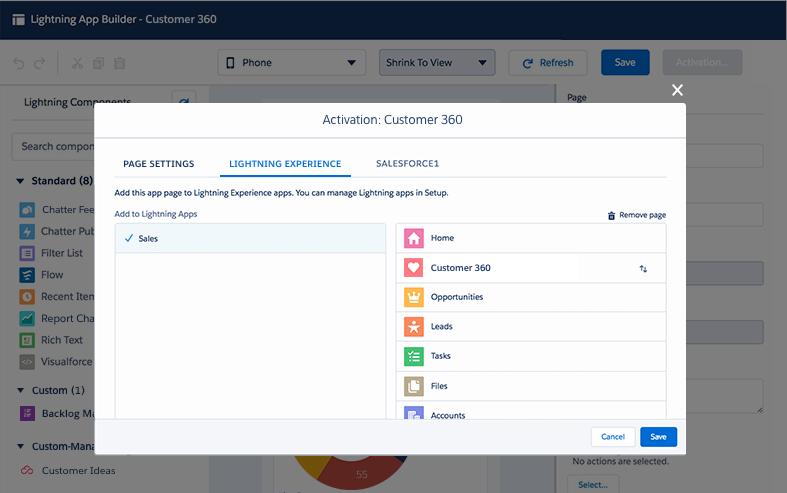 Lightning App Builder - Customer 360
Phone
Shrink To View
Refresh
Save
Activation...
Lightning Components
Page
Search compon
Standard (8)
Chatter Fee
Chatter Pub
Filter List
Flow
Recent Item
Report Cha
Rich Text
Visualforce
Custom (1)
Backlog Ma
Custom-Mana
Customer Ideas
Activation: Customer 360
PAGE SETTINGS
LIGHTNING EXPERIENCE
SALESFORCE1
Add this app page to Lightning Experience apps. You can manage Lightning apps in Setup.
Add to Lightning Apps
Remove page
Sales
Home
Customer 360
Opportunities
Leads
Tasks
Files
Accounts
Cancel
Save
55
No actions are selected.
Select...